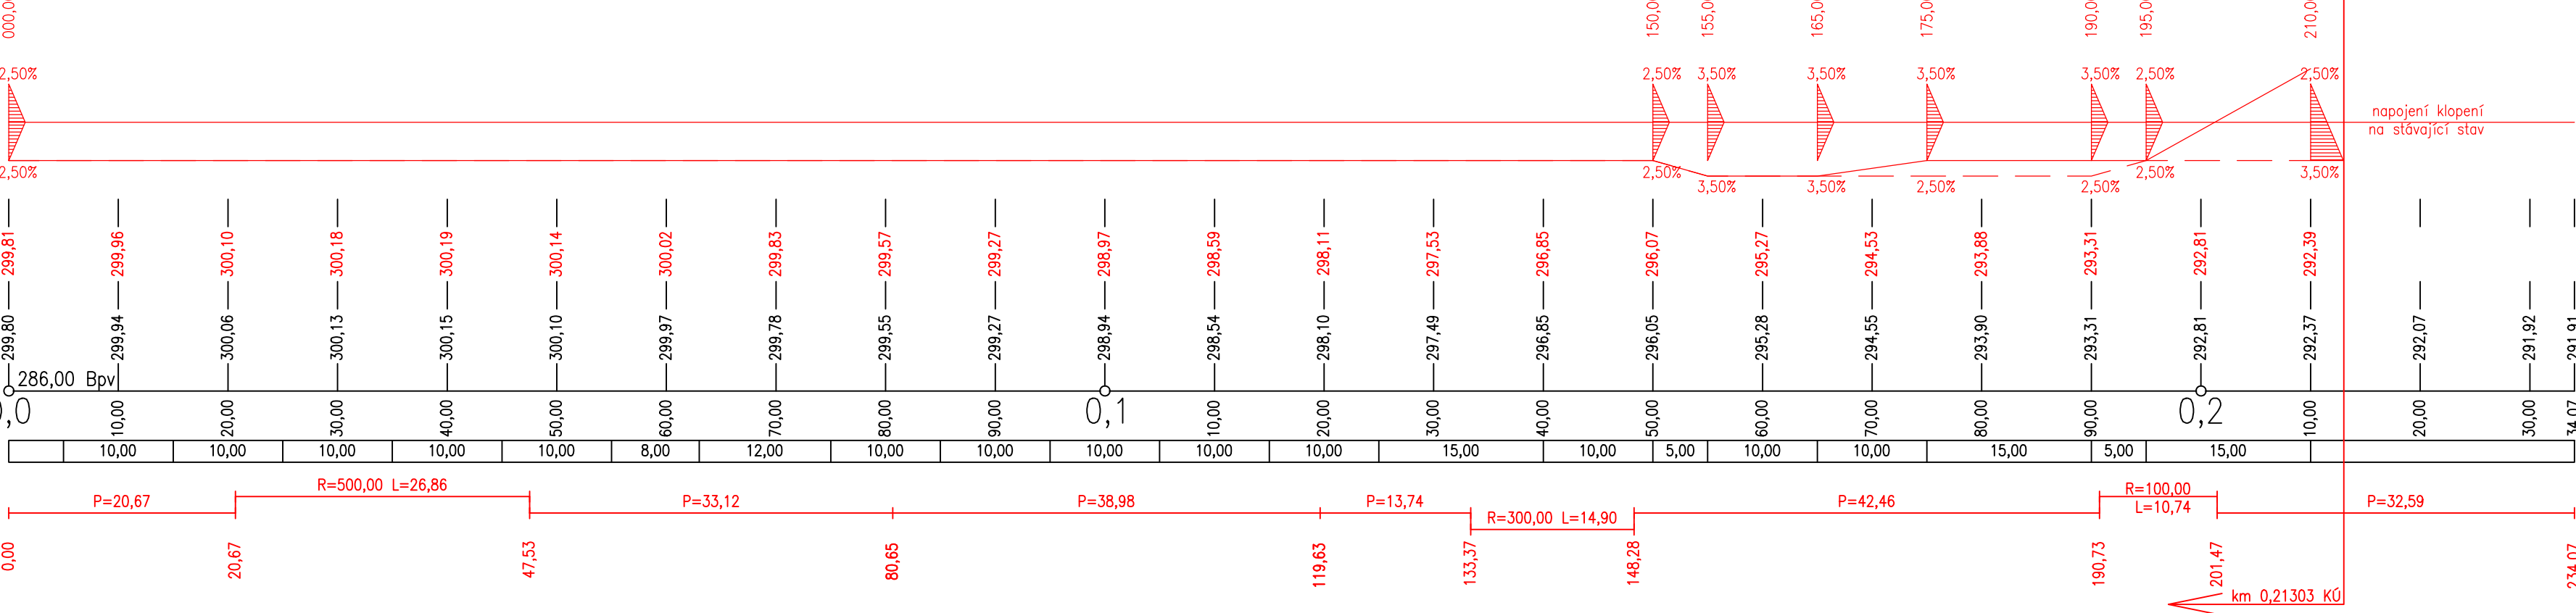 2,50% 2,50% 3,50% 3,50% 3,50% 3,50% 2,50% 2,50%
napojení klopení
na stávající stav
2,50% 2,50% 3,50% 3,50% 2,50% 2,50% 2,50% 3,50%
299,81 299,96 300,10 300,18 300,19 300,14 300,02 299,83 299,57 299,27 298,97 298,59 298,11 297,53 296,85 296,07 295,27 294,53 293,88 293,31 292,81 292,39
299,80 299,94 300,06 300,13 300,15 300,10 299,97 299,78 299,55 299,27 298,94 298,54 298,10 297,49 296,85 296,05 295,28 294,55 293,90 293,31 292,81 292,37 292,07 291,92 291,91
286,00 Bpv
0,0 10,00 20,00 30,00 40,00 50,00 60,00 70,00 80,00 90,00 0,1 10,00 20,00 30,00 40,00 50,00 60,00 70,00 80,00 90,00 0,2 10,00 20,00 30,00 34,07
10,00 10,00 10,00 10,00 10,00 8,00 12,00 10,00 10,00 10,00 10,00 10,00 15,00 10,00 5,00 10,00 10,00 15,00 5,00 15,00
P=20,67 R=500,00 L=26,86 P=33,12 P=38,98 P=13,74 R=300,00 L=14,90 P=42,46 R=100,00
L=10,74 P=32,59
0,00 20,67 47,53 80,65 119,63 133,37 148,28 190,73 201,47 234,07
km 0,21303 KÚ